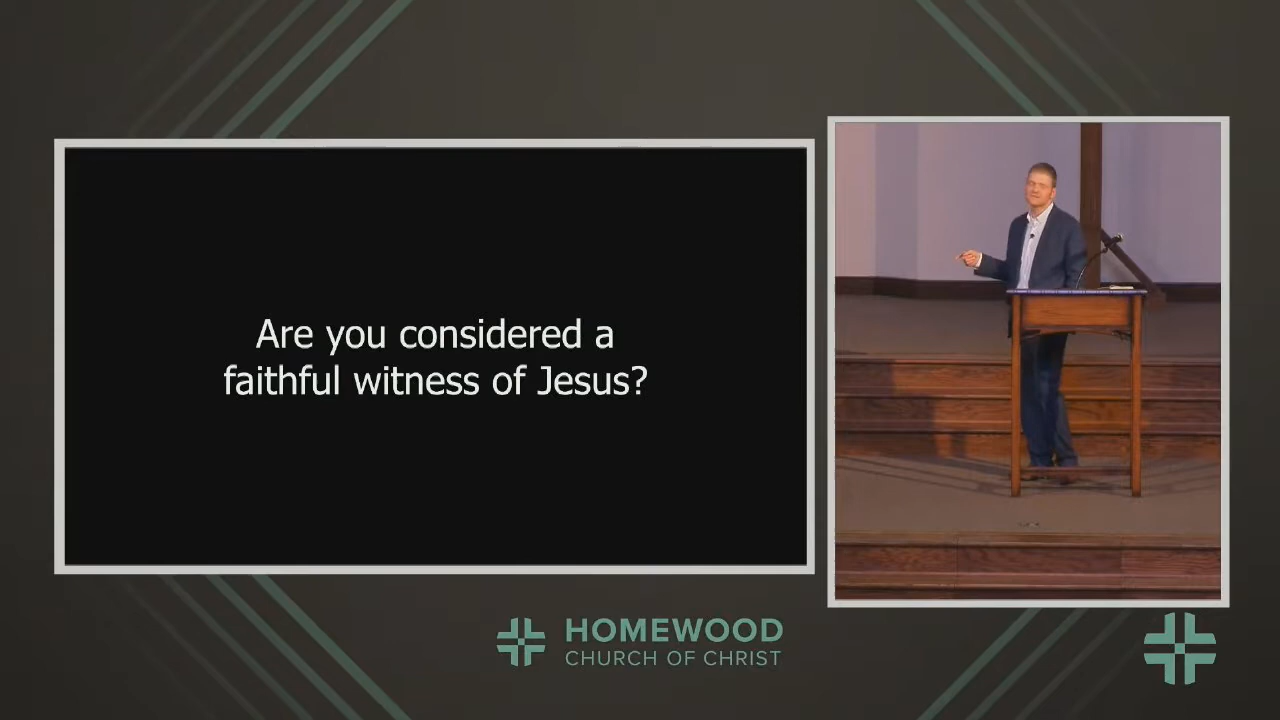 Are you considered a
faithful witness of Jesus?
HOMEWOOD
CHURCH OF CHRIST